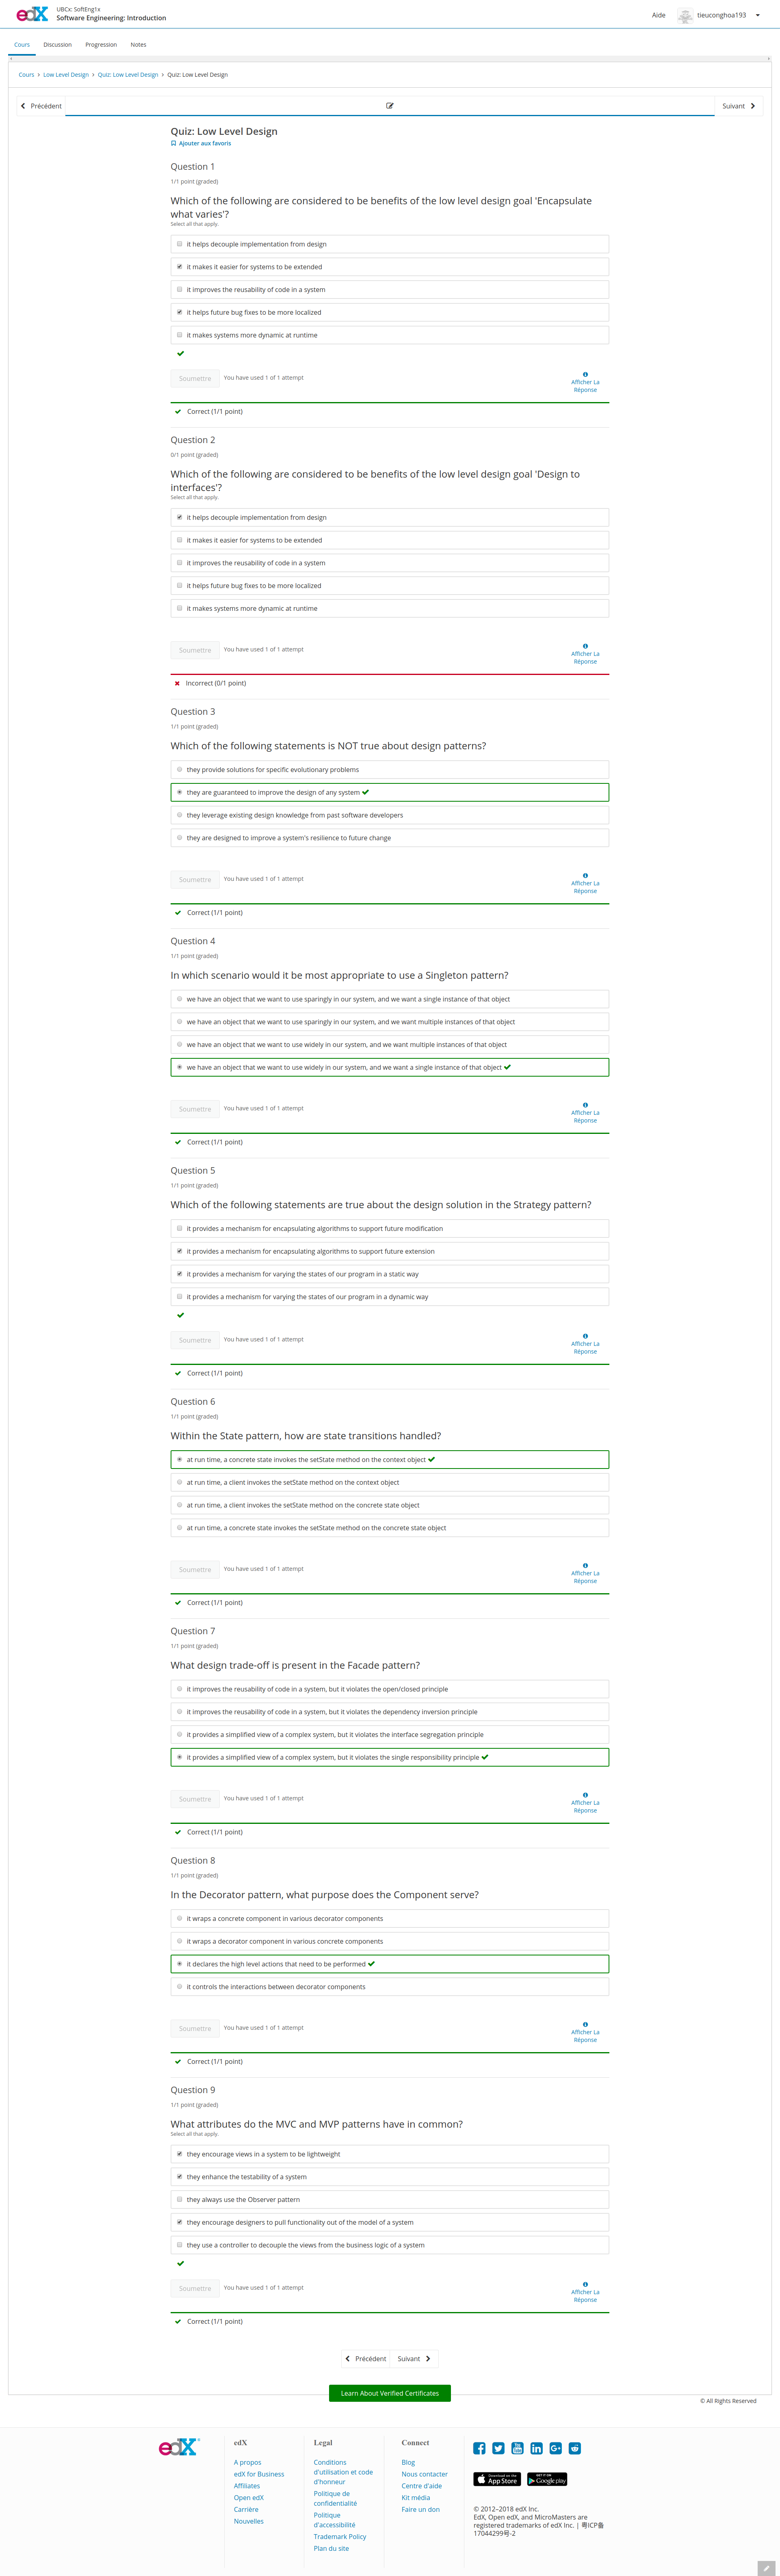 edX
UBCx: SoftEng1x
Software Engineering: Introduction
Aide
tieuconghoa193
Cours
Discussion
Progression
Notes
Cours > Low Level Design > Quiz: Low Level Design > Quiz: Low Level Design
Précédent
Suivant
Quiz: Low Level Design
Ajouter aux favoris
Question 1
1/1 point (graded)
Which of the following are considered to be benefits of the low level design goal 'Encapsulate
what varies'?
Select all that apply.
it helps decouple implementation from design
it makes it easier for systems to be extended
it improves the reusability of code in a system
it helps future bug fixes to be more localized
it makes systems more dynamic at runtime
Soumettre
You have used 1 of 1 attempt
Afficher La
Réponse
Correct (1/1 point)
Question 2
0/1 point (graded)
Which of the following are considered to be benefits of the low level design goal 'Design to
interfaces'?
Select all that apply.
it helps decouple implementation from design
it makes it easier for systems to be extended
it improves the reusability of code in a system
it helps future bug fixes to be more localized
it makes systems more dynamic at runtime
Soumettre
You have used 1 of 1 attempt
Afficher La
Réponse
Incorrect (0/1 point)
Question 3
1/1 point (graded)
Which of the following statements is NOT true about design patterns?
they provide solutions for specific evolutionary problems
they are guaranteed to improve the design of any system
they leverage existing design knowledge from past software developers
they are designed to improve a system's resilience to future change
Soumettre
You have used 1 of 1 attempt
Afficher La
Réponse
Correct (1/1 point)
Question 4
1/1 point (graded)
In which scenario would it be most appropriate to use a Singleton pattern?
we have an object that we want to use sparingly in our system, and we want a single instance of that object
we have an object that we want to use sparingly in our system, and we want multiple instances of that object
we have an object that we want to use widely in our system, and we want multiple instances of that object
we have an object that we want to use widely in our system, and we want a single instance of that object
Soumettre
You have used 1 of 1 attempt
Afficher La
Réponse
Correct (1/1 point)
Question 5
1/1 point (graded)
Which of the following statements are true about the design solution in the Strategy pattern?
it provides a mechanism for encapsulating algorithms to support future modification
it provides a mechanism for encapsulating algorithms to support future extension
it provides a mechanism for varying the states of our program in a static way
it provides a mechanism for varying the states of our program in a dynamic way
Soumettre
You have used 1 of 1 attempt
Afficher La
Réponse
Correct (1/1 point)
Question 6
1/1 point (graded)
Within the State pattern, how are state transitions handled?
at run time, a concrete state invokes the setState method on the context object
at run time, a client invokes the setState method on the context object
at run time, a client invokes the setState method on the concrete state object
at run time, a concrete state invokes the setState method on the concrete state object
Soumettre
You have used 1 of 1 attempt
Afficher La
Réponse
Correct (1/1 point)
Question 7
1/1 point (graded)
What design trade-off is present in the Facade pattern?
it improves the reusability of code in a system, but it violates the open/closed principle
it improves the reusability of code in a system, but it violates the dependency inversion principle
it provides a simplified view of a complex system, but it violates the interface segregation principle
it provides a simplified view of a complex system, but it violates the single responsibility principle
Soumettre
You have used 1 of 1 attempt
Afficher La
Réponse
Correct (1/1 point)
Question 8
1/1 point (graded)
In the Decorator pattern, what purpose does the Component serve?
it wraps a concrete component in various decorator components
it wraps a decorator component in various concrete components
it declares the high level actions that need to be performed
it controls the interactions between decorator components
Soumettre
You have used 1 of 1 attempt
Afficher La
Réponse
Correct (1/1 point)
Question 9
1/1 point (graded)
What attributes do the MVC and MVP patterns have in common?
Select all that apply.
they encourage views in a system to be lightweight
they enhance the testability of a system
they always use the Observer pattern
they encourage designers to pull functionality out of the model of a system
they use a controller to decouple the views from the business logic of a system
Soumettre
You have used 1 of 1 attempt
Afficher La
Réponse
Correct (1/1 point)
Précédent
Suivant
Learn About Verified Certificates
© All Rights Reserved
edX
edX
A propos
edX for Business
Affiliates
Open edX
Carrière
Nouvelles
Legal
Conditions
d'utilisation et code
d'honneur
Politique de
confidentialité
Politique
d'accessibilité
Trademark Policy
Plan du site
Connect
Blog
Nous contacter
Centre d'aide
Kit média
Faire un don
Download on the
App Store
GET IT ON
Google play
© 2012–2018 edX Inc.
EdX, Open edX, and MicroMasters are
registered trademarks of edX Inc. | 粤ICP备
17044299号-2